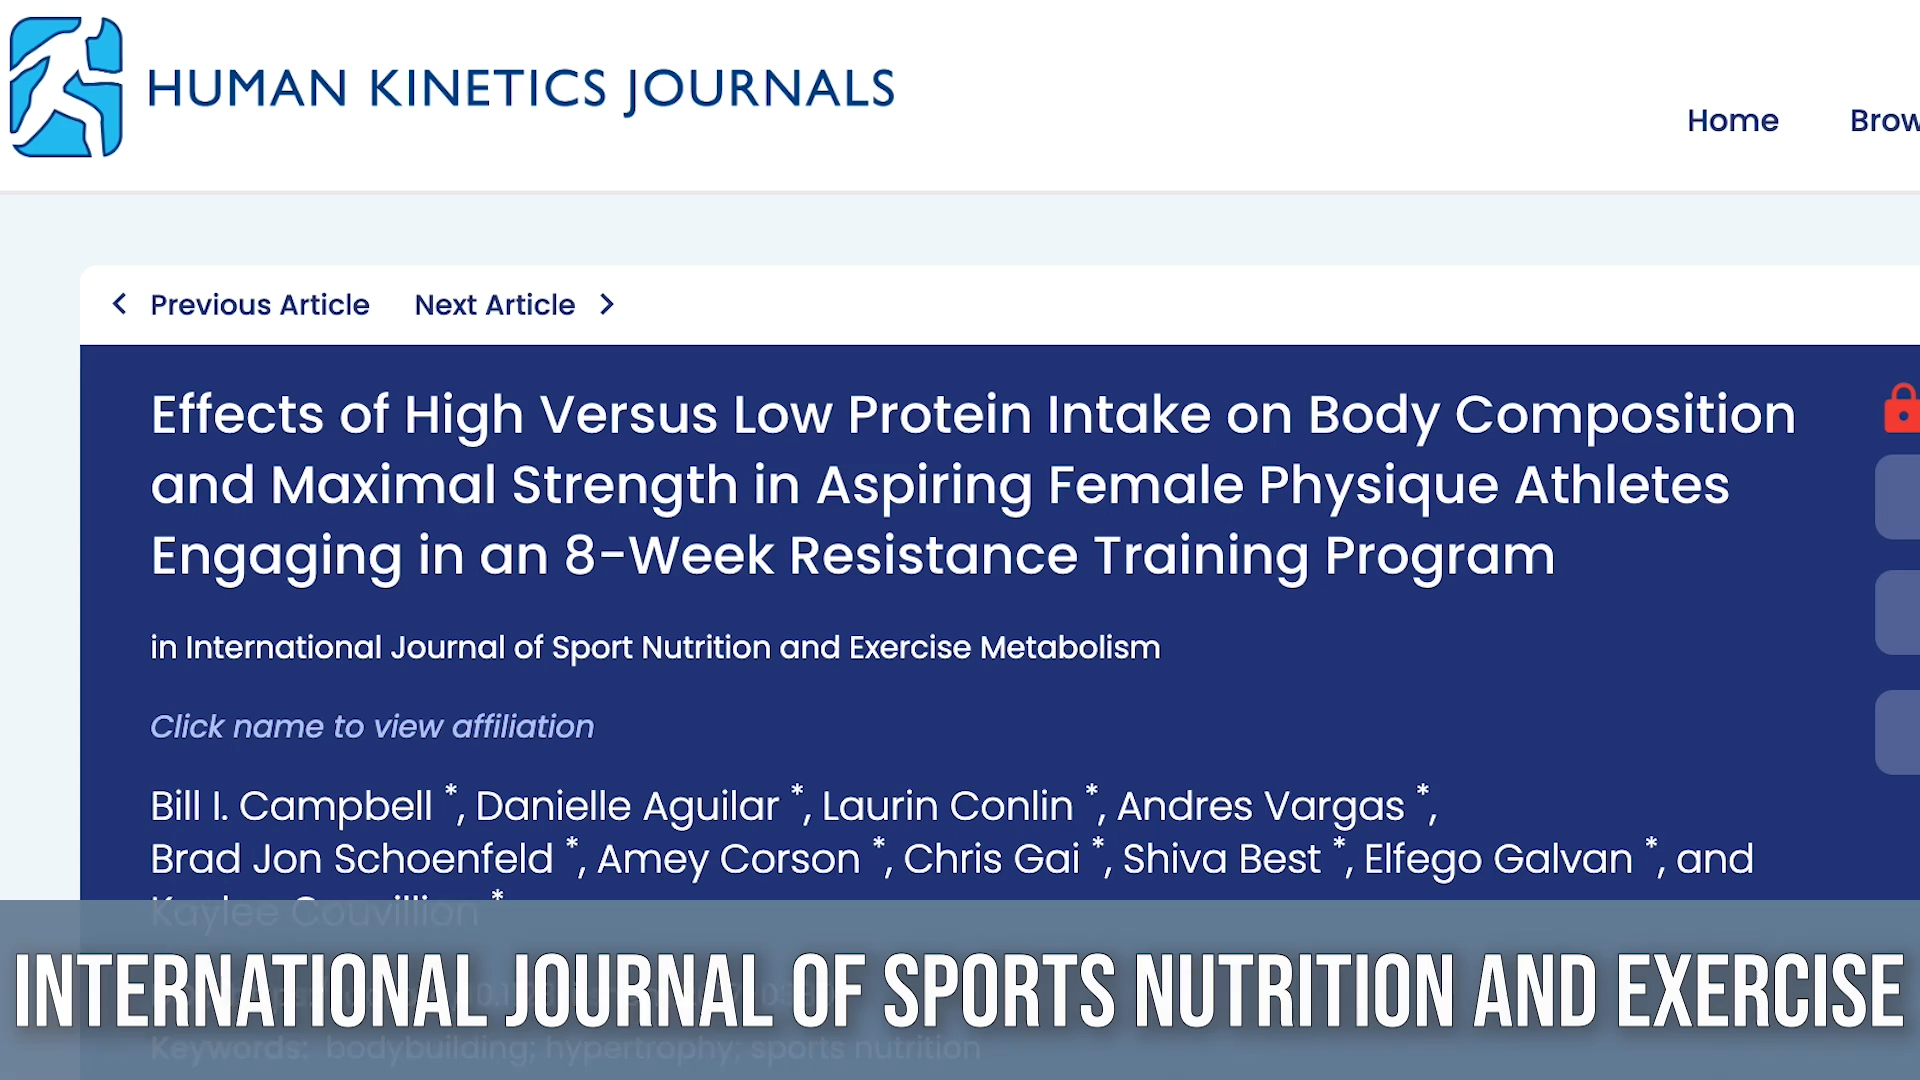 HUMAN KINETICS JOURNALS
Home
Brow
Previous Article Next Article
Effects of High Versus Low Protein Intake on Body Composition
and Maximal Strength in Aspiring Female Physique Athletes
Engaging in an 8-Week Resistance Training Program
in International Journal of Sport Nutrition and Exercise Metabolism
Click name to view affiliation
Bill I. Campbell *, Danielle Aguilar *, Laurin Conlin *, Andres Vargas *,
Brad Jon Schoenfeld *, Amey Corson *, Chris Gai *, Shiva Best *, Elfego Galvan *, and
Kaylee Couvillion *
INTERNATIONAL JOURNAL OF SPORTS NUTRITION AND EXERCISE
Keywords: bodybuilding; hypertrophy; sports nutrition